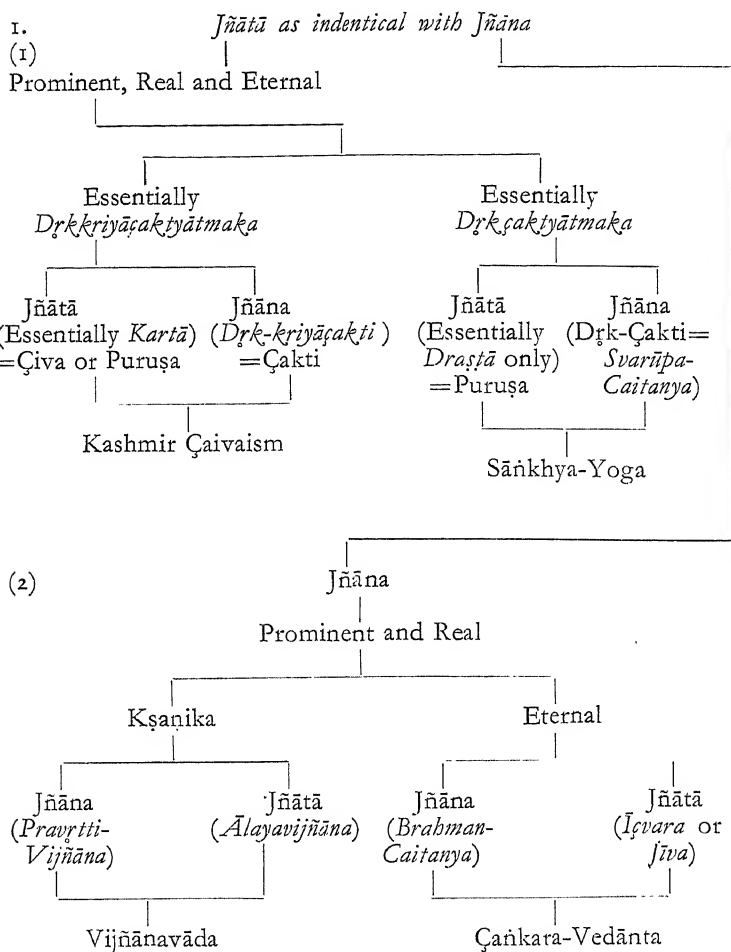 1.
Jñātā as indentical with Jñāna
(1)
Prominent, Real and Eternal
Essentially
Dṛkkriyāçaktyātmaka
Essentially
Dṛkçaktyātmaka
Jñātā
(Essentially Kartā)
=Çiva or Puruṣa
Jñāna
(Dṛk-kriyāçakti)
=Çakti
Jñātā
(Essentially
Draṣṭā only)
=Puruṣa
Jñāna
(Dṛk-Çakti=
Svarūpa-
Caitanya)
Kashmir Çaivaism
Sāṅkhya-Yoga
(2)
Jñāna
Prominent and Real
Kṣaṇika
Eternal
Jñāna
(Pravṛtti-
Vijñāna)
Jñātā
(Ālayavijñāna)
Jñāna
(Brahman-
Caitanya)
Jñātā
(Īçvara or
Jīva)
Vijñānavāda
Çaṅkara-Vedānta